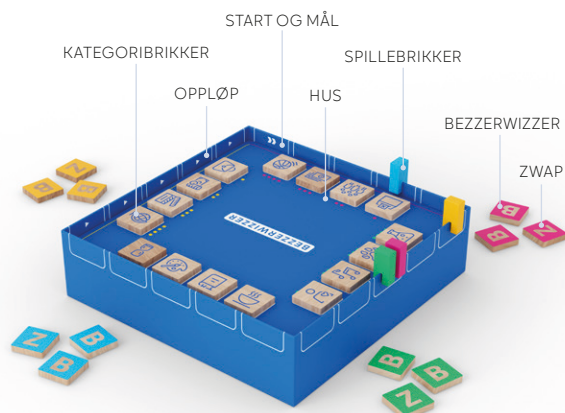 START OG MÅL
KATEGORIBRIKKER
SPILLEBRIKKER
OPPLØP
HUS
BEZZERWIZZER
ZWAP
BEZZERWIZZER
Z
B
B
B
B
Z
Z
B
B
B
B
Z